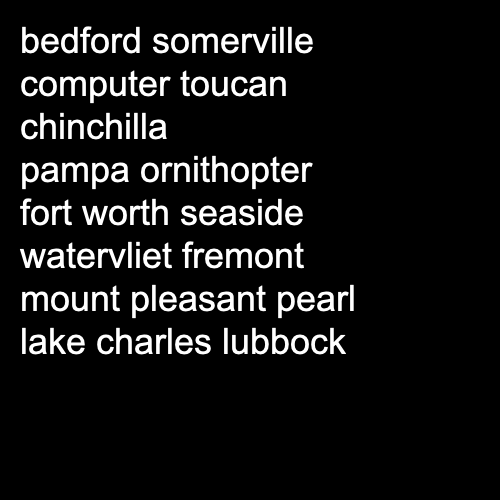 bedford somerville
computer toucan
chinchilla
pampa ornithopter
fort worth seaside
watervliet fremont
mount pleasant pearl
lake charles lubbock